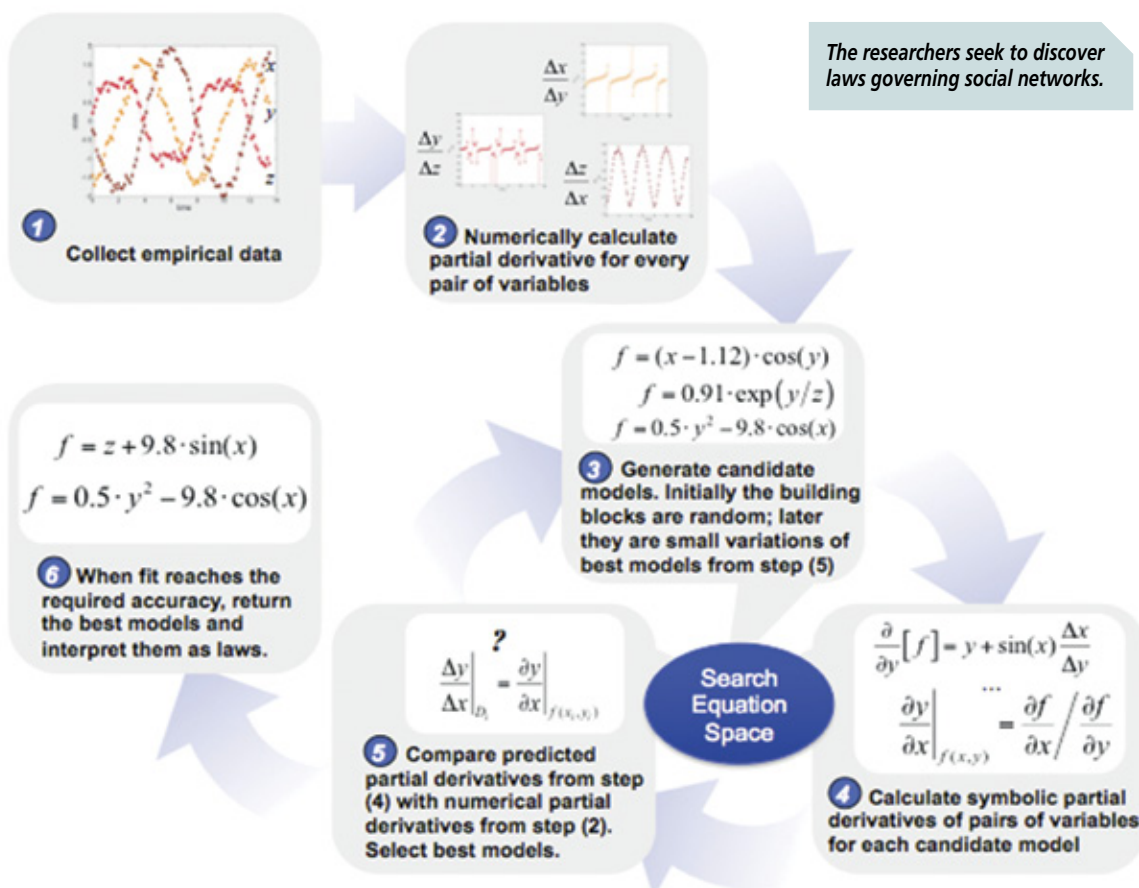 The researchers seek to discover
laws governing social networks.
x
y
z
time
1
Collect empirical data
Δx/Δy
Δy/Δz
Δz/Δx
2 Numerically calculate
partial derivative for every
pair of variables
f = (x−1.12)·cos(y)
f = 0.91·exp(y/z)
f = 0.5·y² −9.8·cos(x)
3 Generate candidate
models. Initially the building
blocks are random; later
they are small variations of
best models from step (5)
∂/∂y [f] = y + sin(x) Δx/Δy
...
∂y/∂x |f(x,y) = ∂f/∂x / ∂f/∂y
4 Calculate symbolic partial
derivatives of pairs of variables
for each candidate model
Search
Equation
Space
?
Δy/Δx |Di = ∂y/∂x |f(xi,yi)
5 Compare predicted
partial derivatives from step
(4) with numerical partial
derivatives from step (2).
Select best models.
f = z + 9.8·sin(x)
f = 0.5·y² −9.8·cos(x)
6 When fit reaches the
required accuracy, return
the best models and
interpret them as laws.